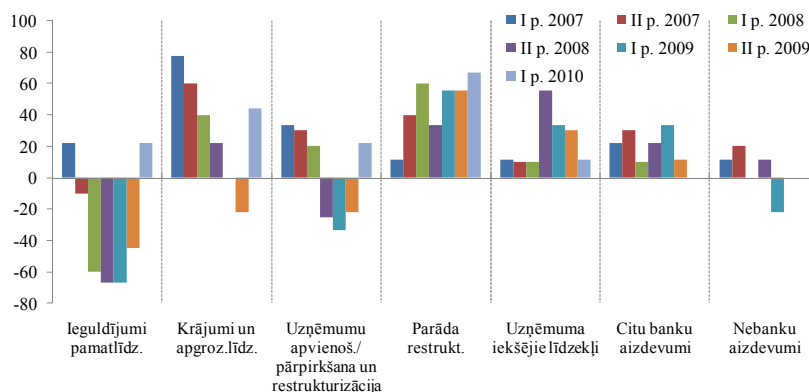 100
80
60
40
20
0
-20
-40
-60
-80
I p. 2007
II p. 2007
I p. 2008
II p. 2008
I p. 2009
II p. 2009
I p. 2010
Ieguldījumi
pamatlīdz.
Krājumi un
apgroz.līdz.
Uzņēmumu
apvienoš./
pārpirkšana un
restrukturizācija
Parāda
restrukt.
Uzņēmuma
iekšējie līdzekļi
Citu banku
aizdevumi
Nebanku
aizdevumi